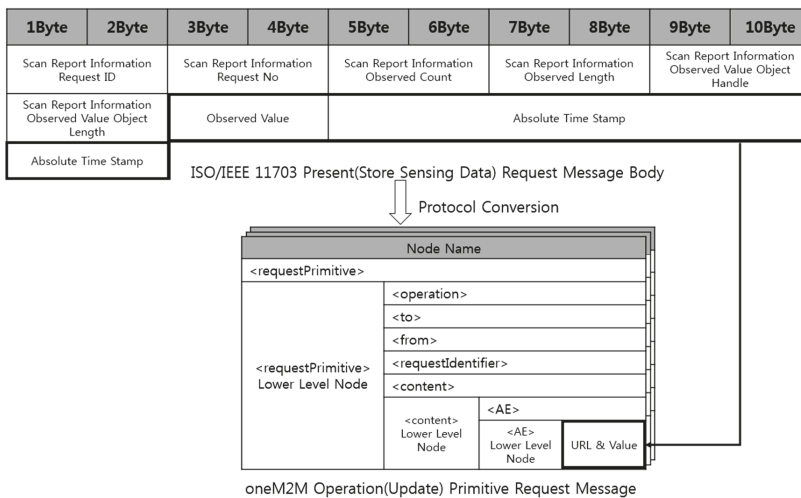 1Byte 2Byte 3Byte 4Byte 5Byte 6Byte 7Byte 8Byte 9Byte 10Byte
Scan Report Information
Request ID
Scan Report Information
Request No
Scan Report Information
Observed Count
Scan Report Information
Observed Length
Scan Report Information
Observed Value Object
Handle
Scan Report Information
Observed Value Object
Length
Observed Value
Absolute Time Stamp
Absolute Time Stamp
ISO/IEEE 11703 Present(Store Sensing Data) Request Message Body
Protocol Conversion
Node Name
<requestPrimitive>
<requestPrimitive>
Lower Level Node
<operation>
<to>
<from>
<requestIdentifier>
<content>
<content>
Lower Level
Node
<AE>
<AE>
Lower Level
Node
URL & Value
oneM2M Operation(Update) Primitive Request Message